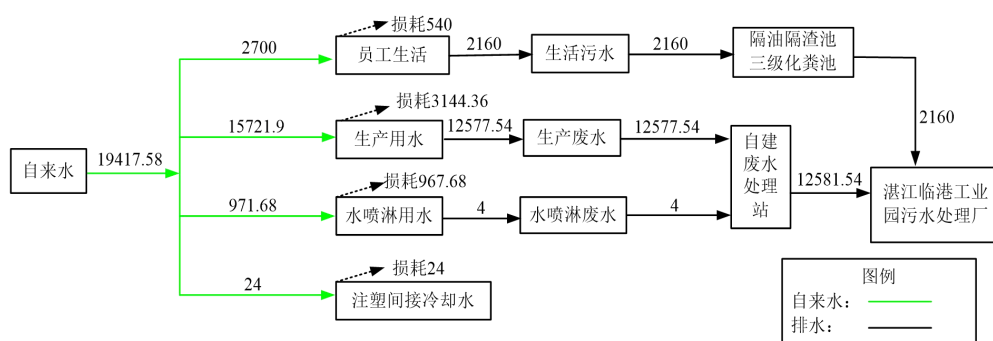 损耗540
2700
员工生活
2160
生活污水
2160
隔油隔渣池
三级化粪池
损耗3144.36
15721.9
生产用水
12577.54
生产废水
12577.54
2160
自来水
19417.58
自建
废水
处理
站
12581.54
湛江临港工业
园污水处理厂
损耗967.68
971.68
水喷淋用水
4
水喷淋废水
4
损耗24
24
注塑间接冷却水
图例
自来水：
排水：